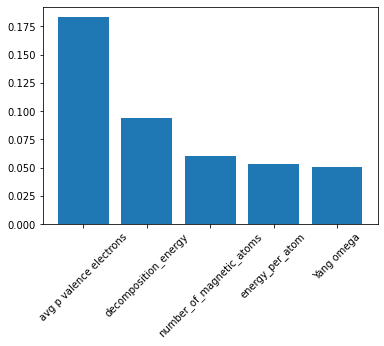 0.175
0.150
0.125
0.100
0.075
0.050
0.025
0.000
avg p valence electrons
decomposition_energy
number_of_magnetic_atoms
energy_per_atom
Yang omega